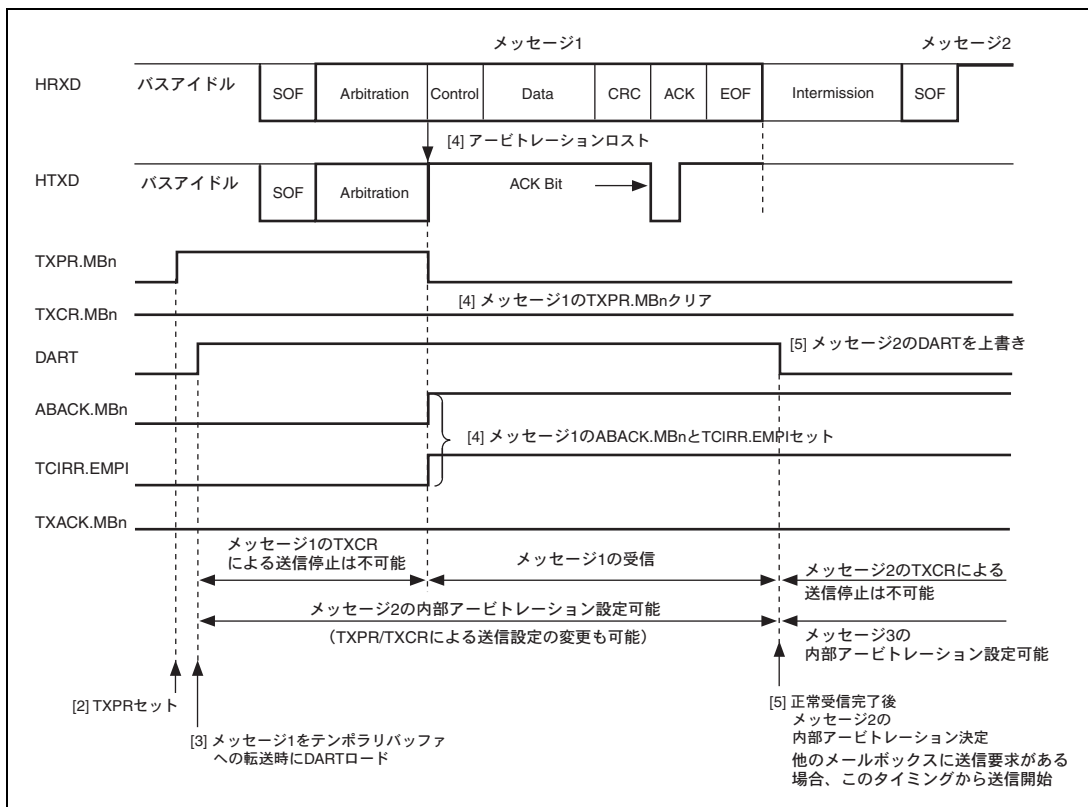 メッセージ1
メッセージ2
HRXD
バスアイドル
SOF
Arbitration
Control
Data
CRC
ACK
EOF
Intermission
SOF
[4] アービトレーションロスト
HTXD
バスアイドル
SOF
Arbitration
ACK Bit
TXPR.MBn
[4] メッセージ1のTXPR.MBnクリア
TXCR.MBn
DART
[5] メッセージ2のDARTを上書き
ABACK.MBn
[4] メッセージ1のABACK.MBnとTCIRR.EMPIセット
TCIRR.EMPI
TXACK.MBn
メッセージ1のTXCR
による送信停止は不可能
メッセージ1の受信
メッセージ2のTXCRによる
送信停止は不可能
メッセージ2の内部アービトレーション設定可能
（TXPR/TXCRによる送信設定の変更も可能）
メッセージ3の
内部アービトレーション設定可能
[2] TXPRセット
[3] メッセージ1をテンポラリバッファ
への転送時にDARTロード
[5] 正常受信完了後
メッセージ2の
内部アービトレーション決定
他のメールボックスに送信要求がある
場合、このタイミングから送信開始